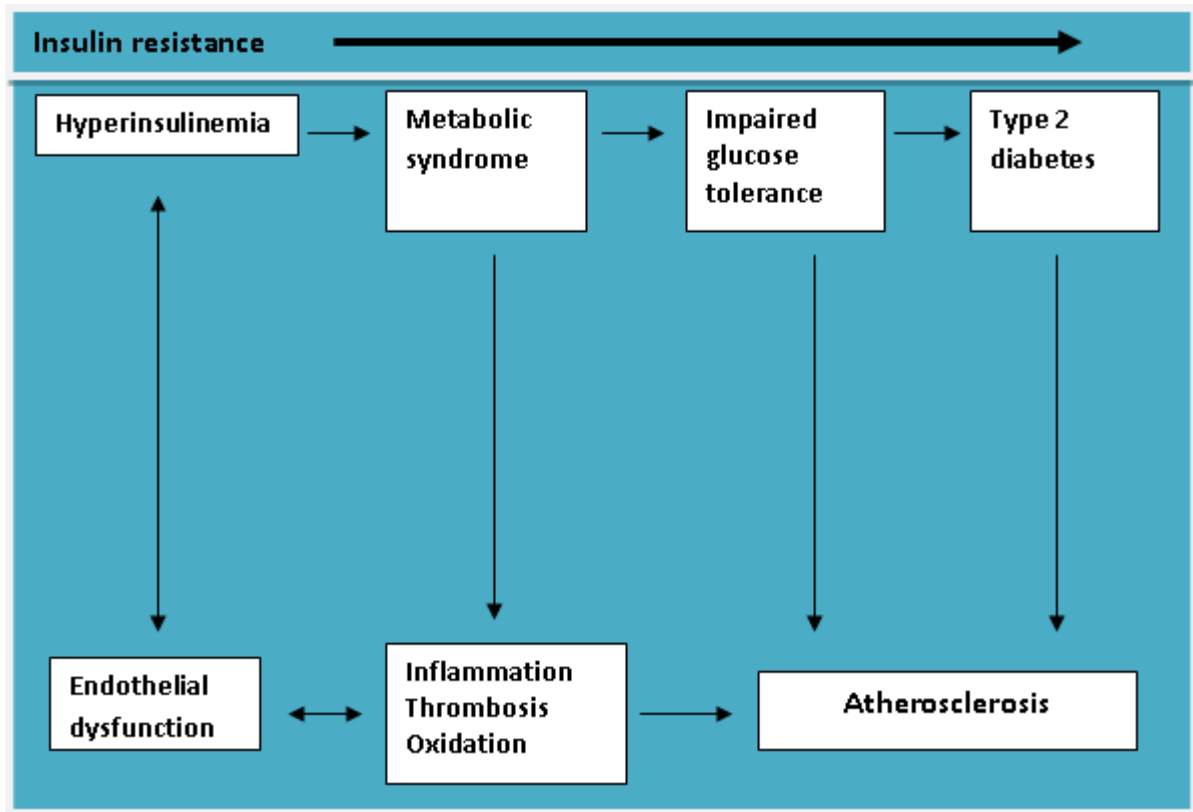 Insulin resistance
Hyperinsulinemia
Metabolic
syndrome
Impaired
glucose
tolerance
Type 2
diabetes
Endothelial
dysfunction
Inflammation
Thrombosis
Oxidation
Atherosclerosis